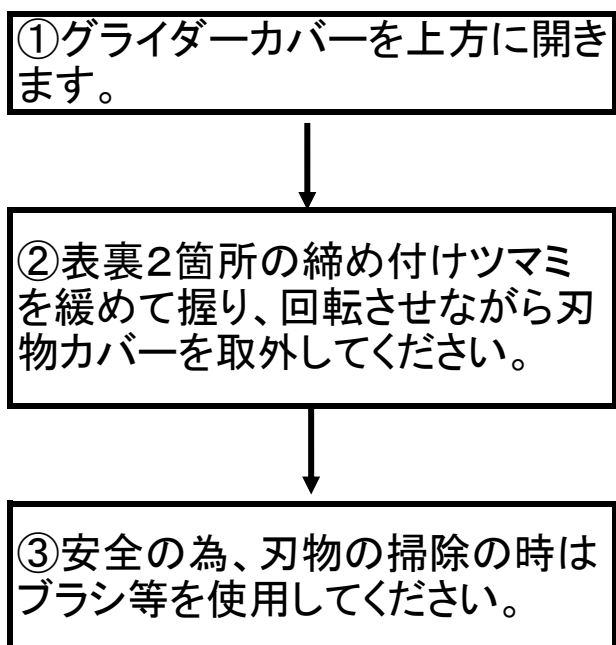 ①グライダーカバーを上方に開き
ます。
②表裏２箇所の締め付けツマミ
を緩めて握り、回転させながら刃
物カバーを取外してください。
③安全の為、刃物の掃除の時は
ブラシ等を使用してください。